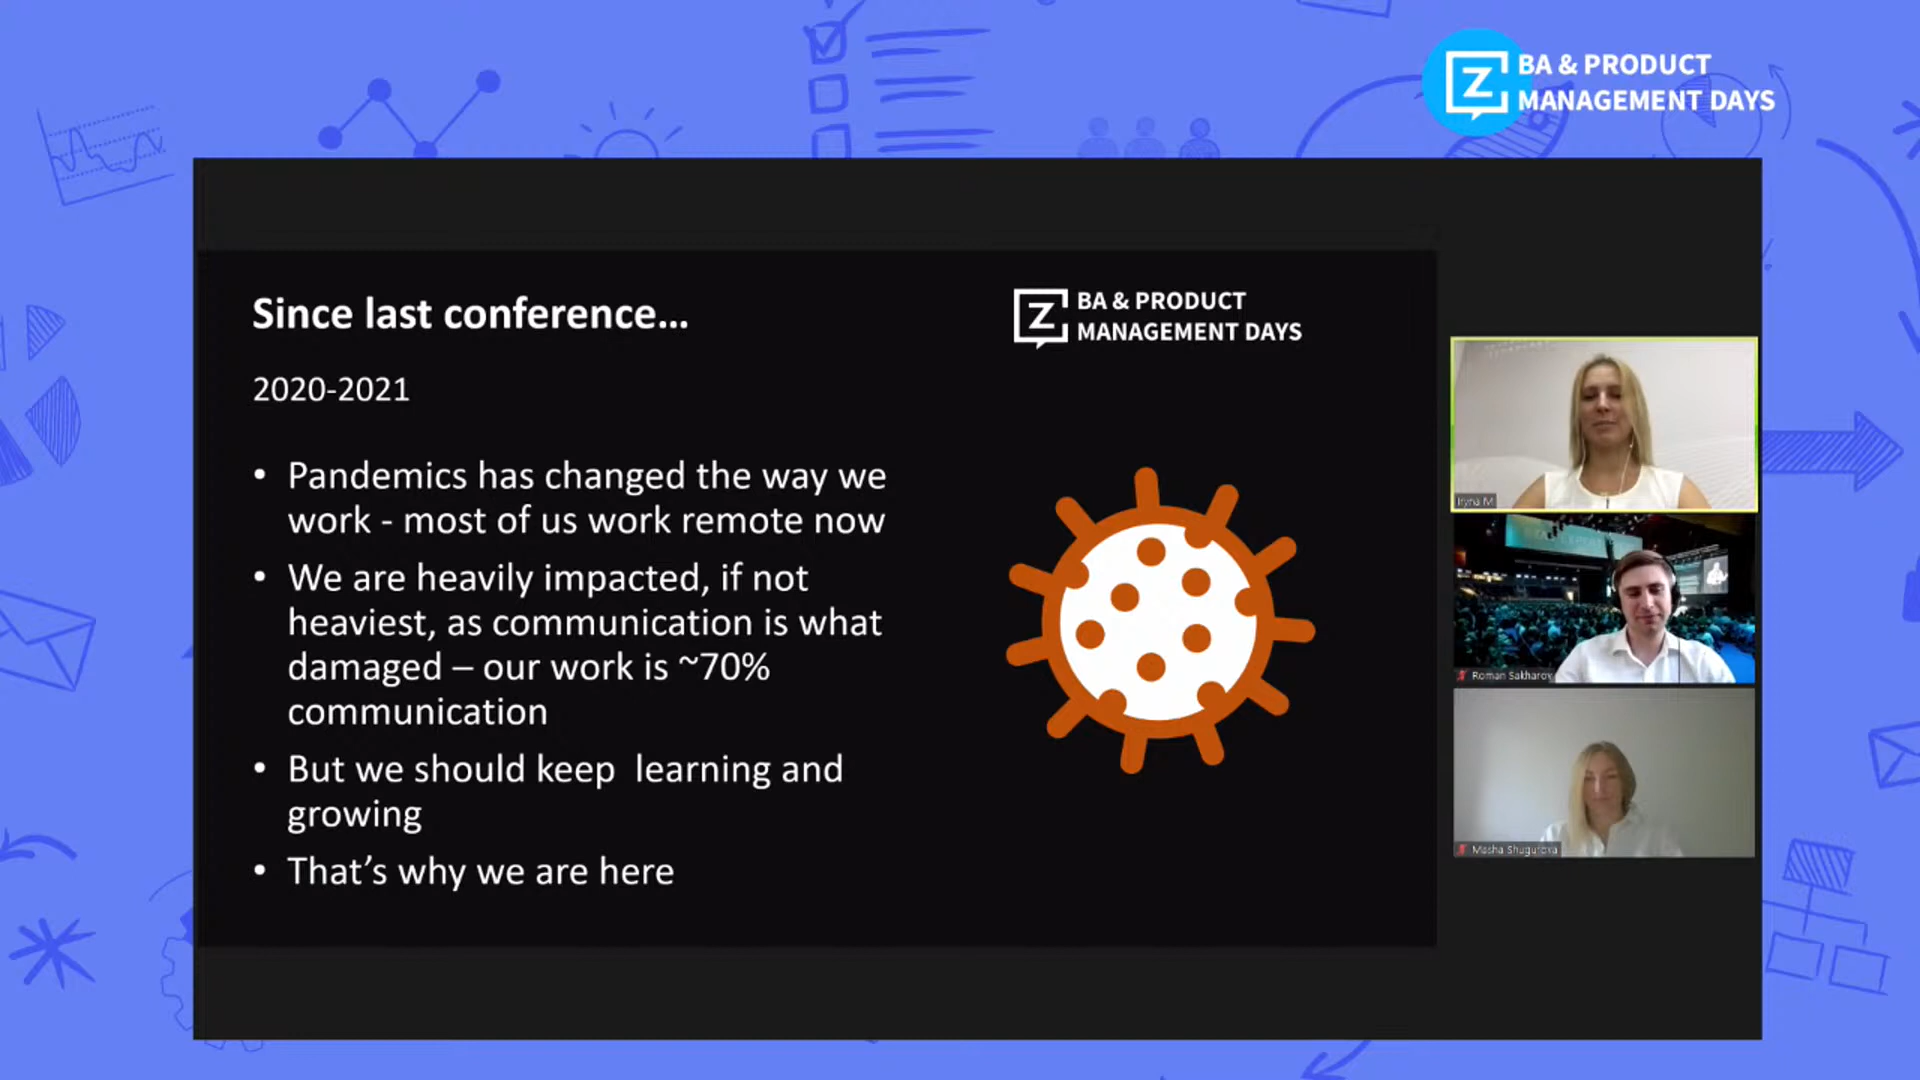 BA & PRODUCT
MANAGEMENT DAYS
Since last conference...
BA & PRODUCT
MANAGEMENT DAYS
2020-2021
• Pandemics has changed the way we
work - most of us work remote now
• We are heavily impacted, if not
heaviest, as communication is what
damaged – our work is ~70%
communication
• But we should keep  learning and
growing
• That's why we are here
Iryna M
Roman Sakharov
Masha Shugurova